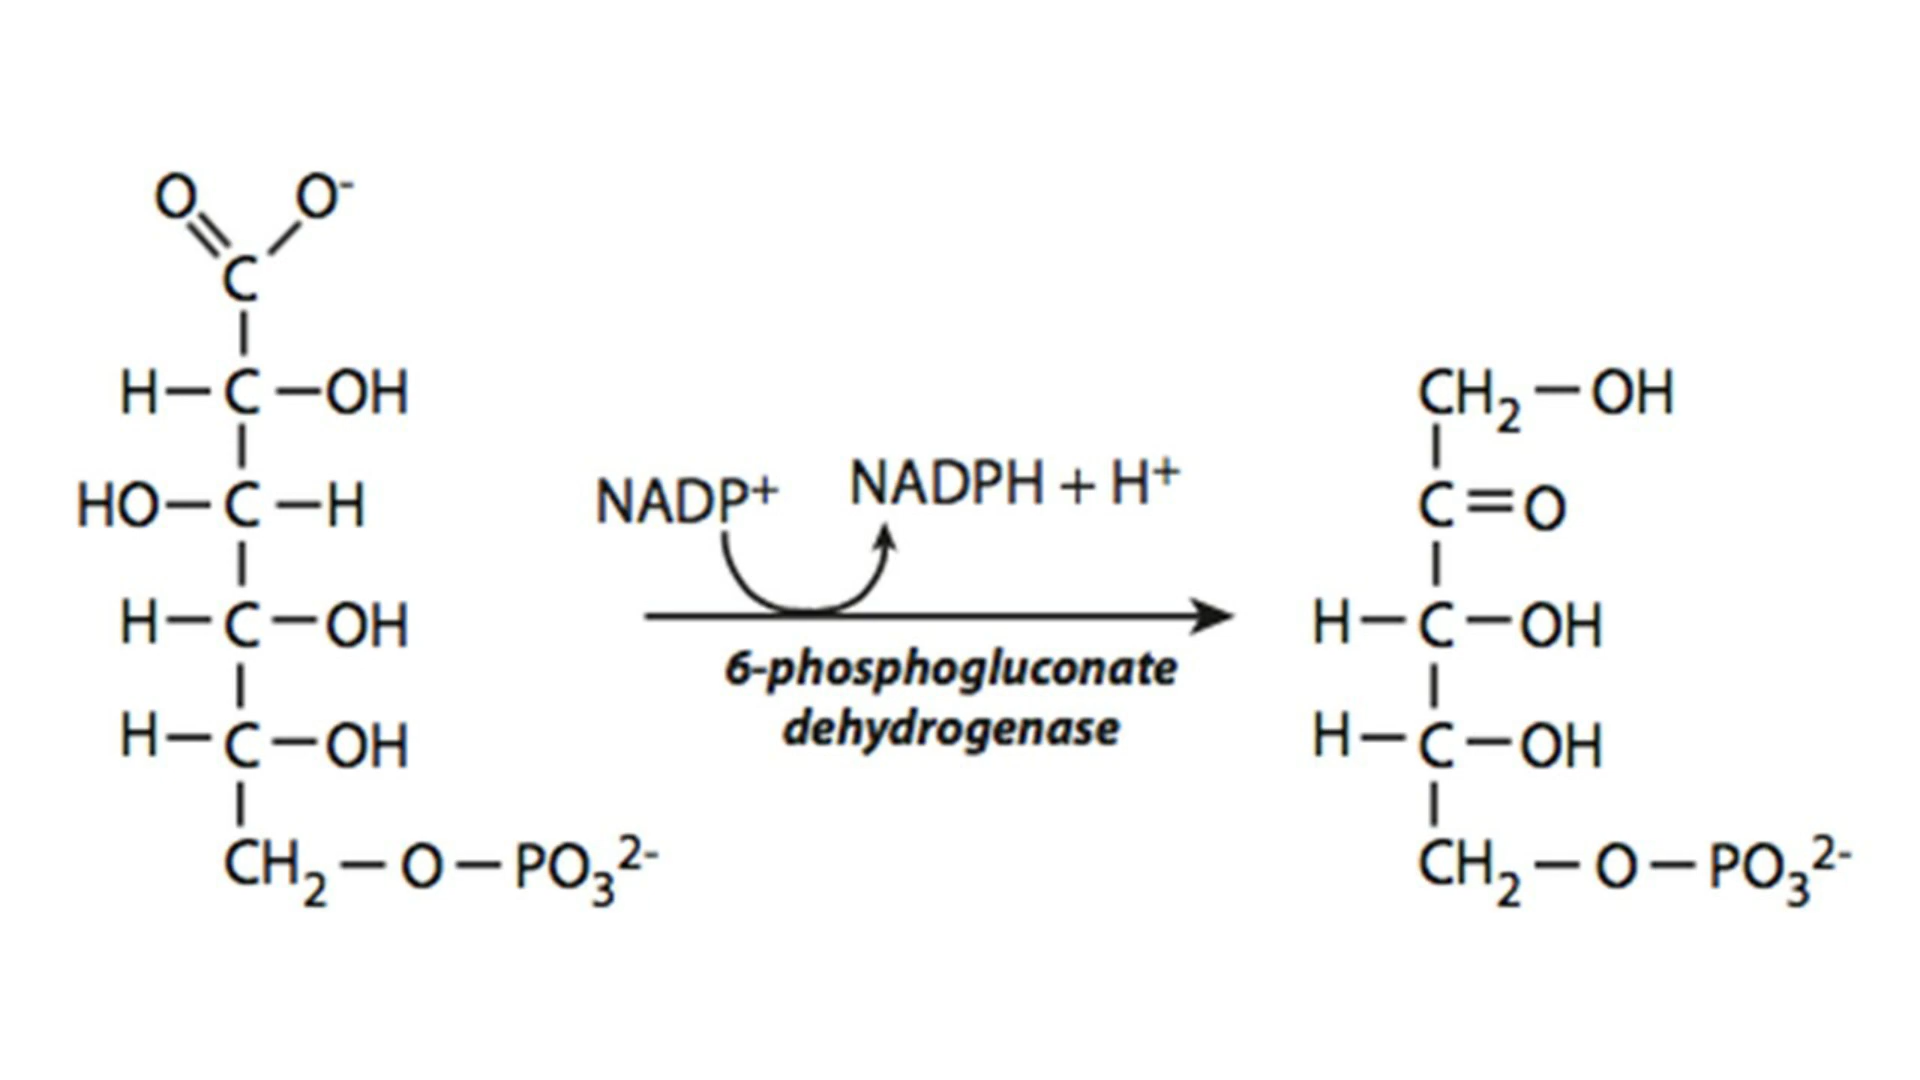 O O⁻
C
H—C—OH
HO—C—H
H—C—OH
H—C—OH
CH₂—O—PO₃²⁻
NADP⁺ NADPH + H⁺
6-phosphogluconate
dehydrogenase
CH₂—OH
C=O
H—C—OH
H—C—OH
CH₂—O—PO₃²⁻